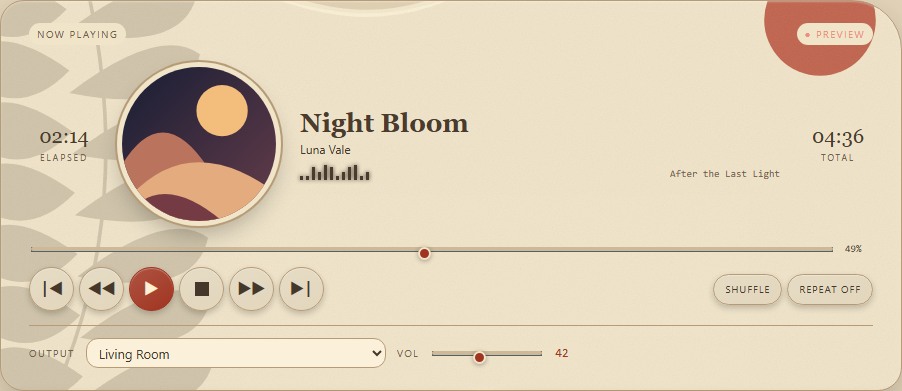 NOW PLAYING
PREVIEW
02:14
ELAPSED
Night Bloom
Luna Vale
After the Last Light
04:36
TOTAL
49%
SHUFFLE
REPEAT OFF
OUTPUT
Living Room
VOL
42